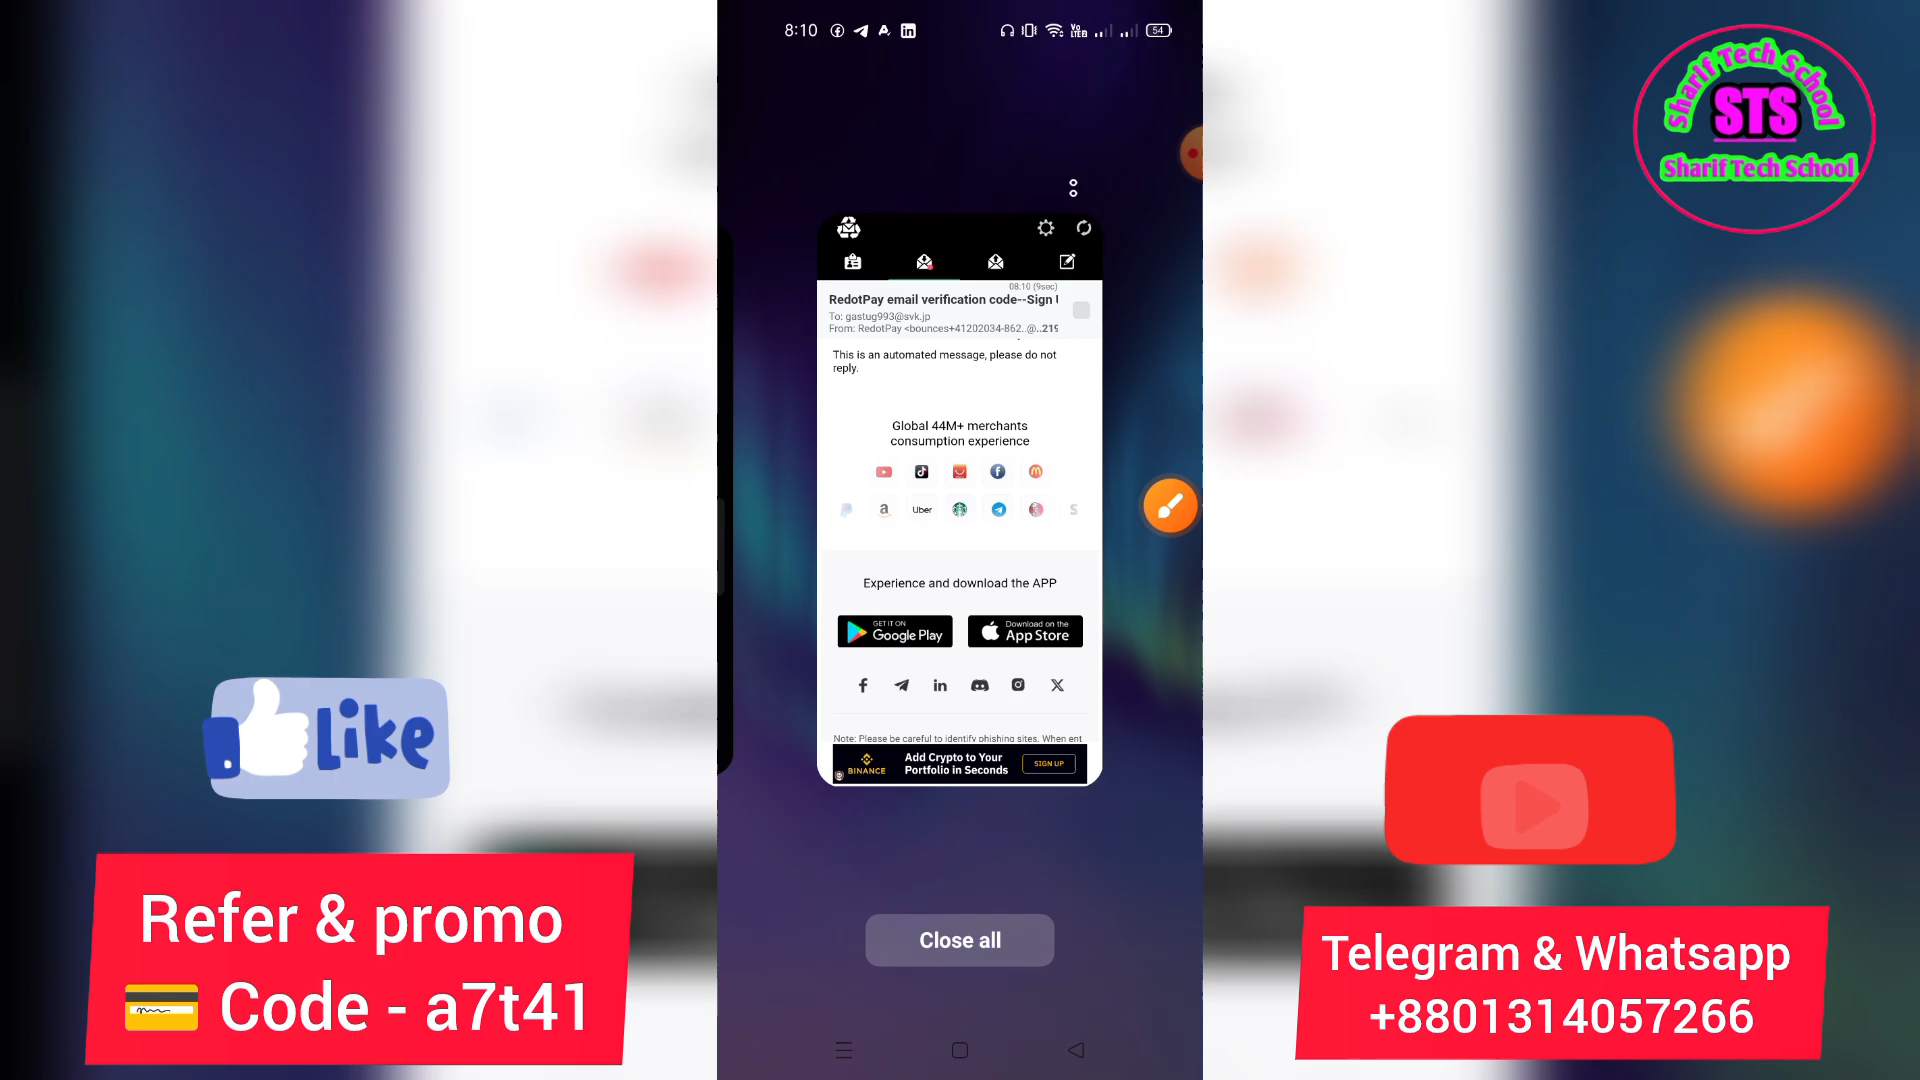 8:10
Vo
LTE2
54
Sharif Tech School
STS
Sharif Tech School
08:10 (9sec)
RedotPay email verification code--Sign
To: gastug993@svk.jp
From: RedotPay <bounces+41202034-862..@..219
This is an automated message, please do not
reply.
Global 44M+ merchants
consumption experience
Uber
Experience and download the APP
GET IT ON
Google Play
Download on the
App Store
Note: Please be careful to identify phishing sites. When ent
BINANCE
Add Crypto to Your
Portfolio in Seconds
SIGN UP
Close all
Like
Refer & promo
Code - a7t41
Telegram & Whatsapp
+8801314057266